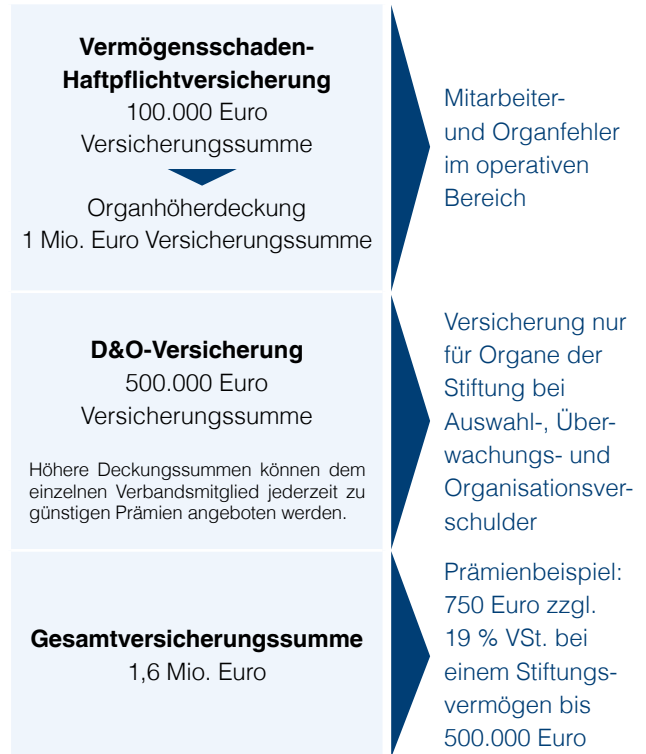 Vermögensschaden-
Haftpflichtversicherung
100.000 Euro
Versicherungssumme
Organhöherdeckung
1 Mio. Euro Versicherungssumme
Mitarbeiter-
und Organfehler
im operativen
Bereich
D&O-Versicherung
500.000 Euro
Versicherungssumme
Höhere Deckungssummen können dem
einzelnen Verbandsmitglied jederzeit zu
günstigen Prämien angeboten werden.
Versicherung nur
für Organe der
Stiftung bei
Auswahl-, Über-
wachungs- und
Organisationsver-
schulder
Gesamtversicherungssumme
1,6 Mio. Euro
Prämienbeispiel:
750 Euro zzgl.
19 % VSt. bei
einem Stiftungs-
vermögen bis
500.000 Euro